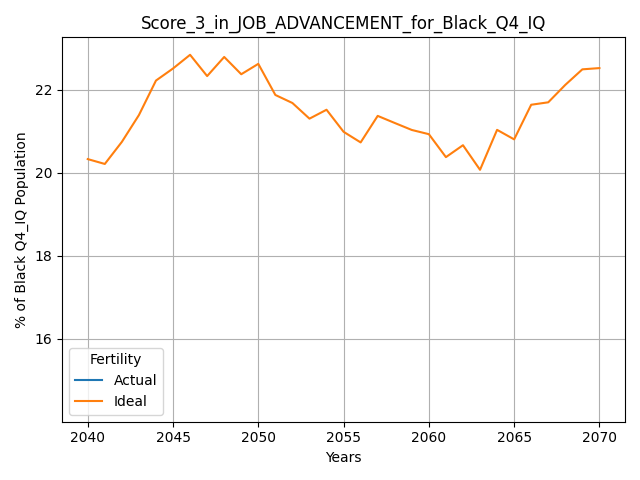 Score_3_in_JOB_ADVANCEMENT_for_Black_Q4_IQ
% of Black Q4_IQ Population
22
20
18
16
Fertility
Actual
Ideal
2040 2045 2050 2055 2060 2065 2070
Years